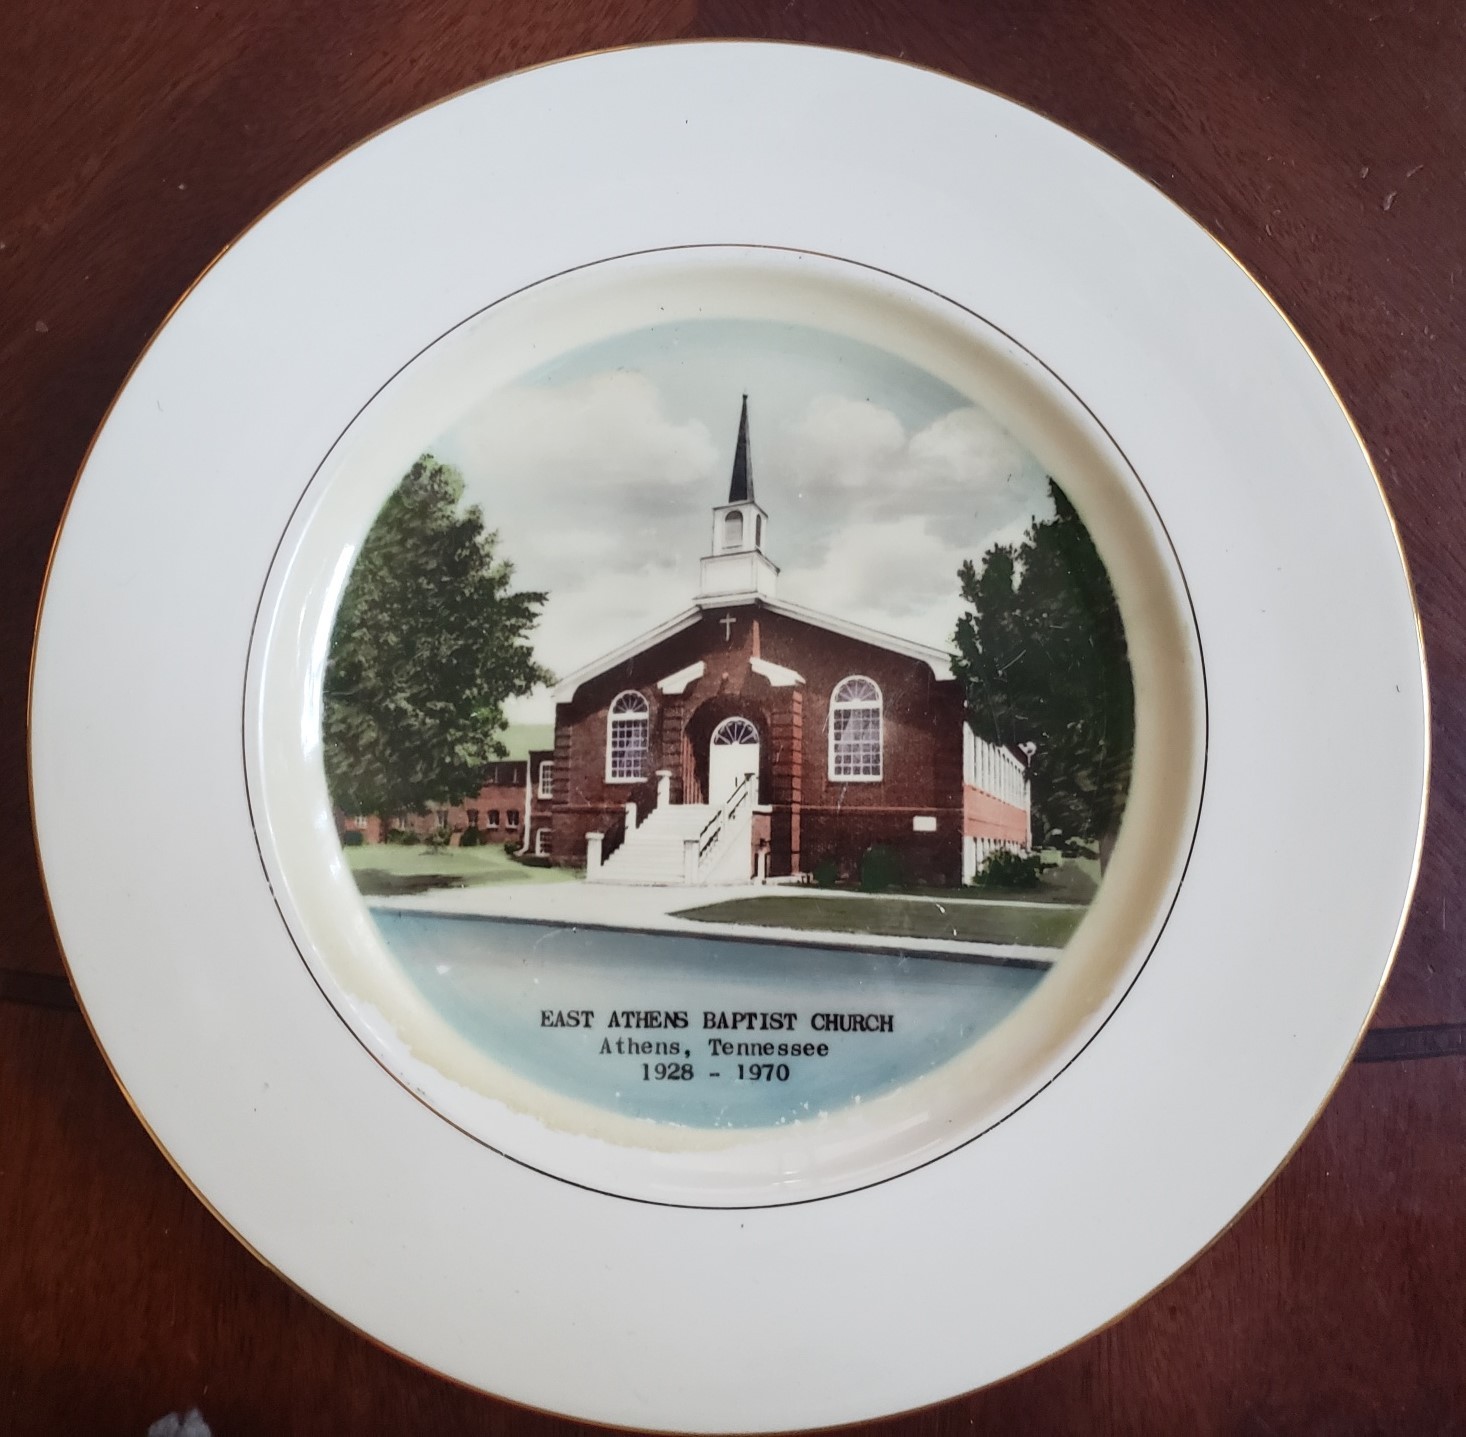 EAST ATHENS BAPTIST CHURCH
Athens, Tennessee
1928 - 1970